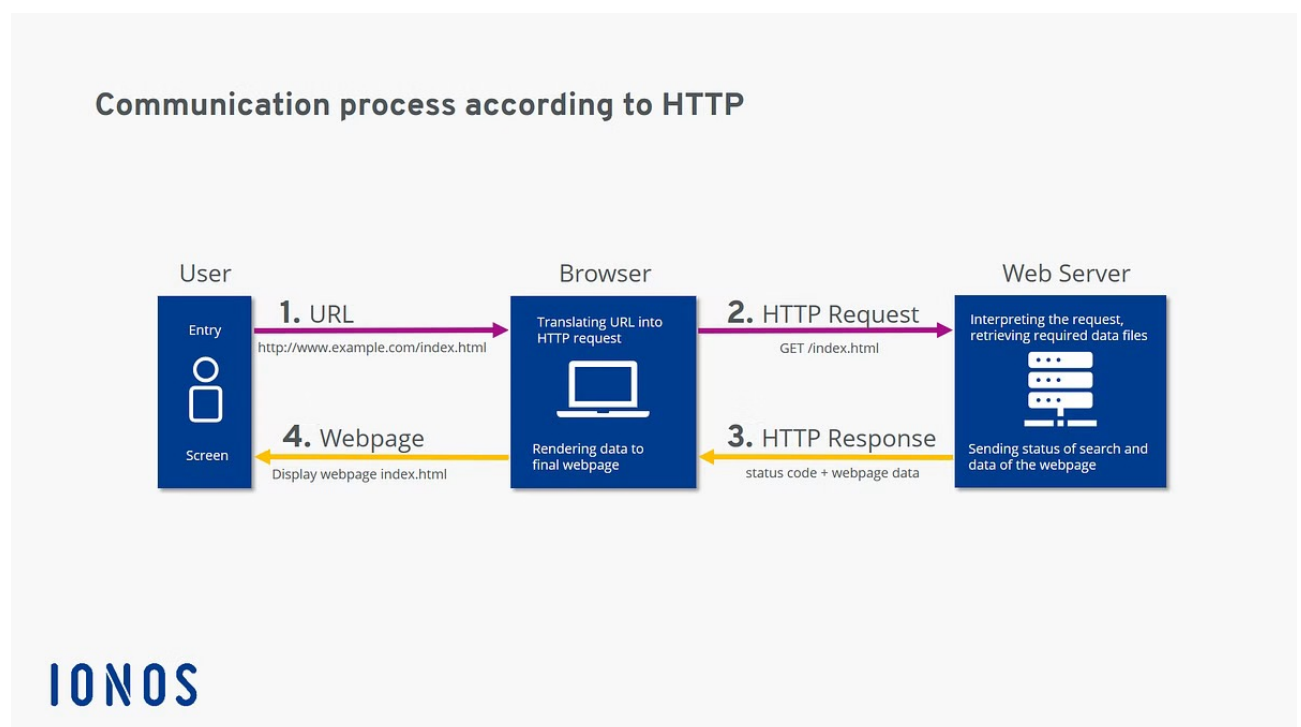 Communication process according to HTTP
User
Browser
Web Server
Entry
1. URL
http://www.example.com/index.html
Translating URL into
HTTP request
2. HTTP Request
GET /index.html
Interpreting the request,
retrieving required data files
Screen
4. Webpage
Display webpage index.html
Rendering data to
final webpage
3. HTTP Response
status code + webpage data
Sending status of search and
data of the webpage
IONOS